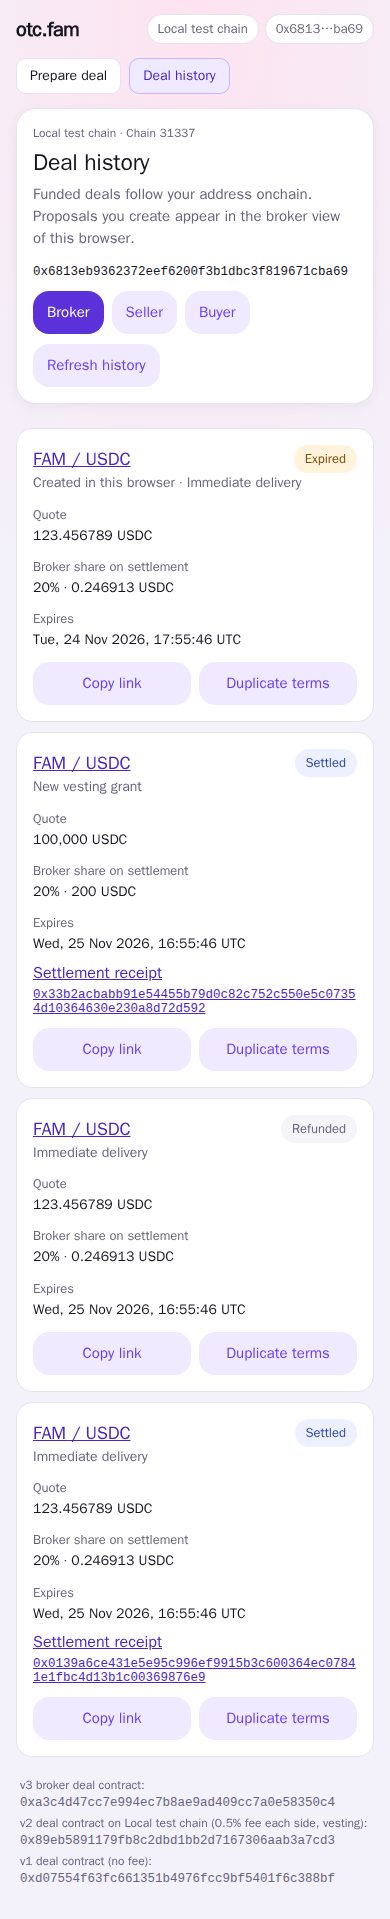 otc.fam
Local test chain
0x6813···ba69
Prepare deal
Deal history
Local test chain · Chain 31337
Deal history
Funded deals follow your address onchain.
Proposals you create appear in the broker view
of this browser.
0x6813eb9362372eef6200f3b1dbc3f819671cba69
Broker
Seller
Buyer
Refresh history
FAM / USDC
Expired
Created in this browser · Immediate delivery
Quote
123.456789 USDC
Broker share on settlement
20% · 0.246913 USDC
Expires
Tue, 24 Nov 2026, 17:55:46 UTC
Copy link
Duplicate terms
FAM / USDC
Settled
New vesting grant
Quote
100,000 USDC
Broker share on settlement
20% · 200 USDC
Expires
Wed, 25 Nov 2026, 16:55:46 UTC
Settlement receipt
0x33b2acbabb91e54455b79d0c82c752c550e5c0735
4d10364630e230a8d72d592
Copy link
Duplicate terms
FAM / USDC
Refunded
Immediate delivery
Quote
123.456789 USDC
Broker share on settlement
20% · 0.246913 USDC
Expires
Wed, 25 Nov 2026, 16:55:46 UTC
Copy link
Duplicate terms
FAM / USDC
Settled
Immediate delivery
Quote
123.456789 USDC
Broker share on settlement
20% · 0.246913 USDC
Expires
Wed, 25 Nov 2026, 16:55:46 UTC
Settlement receipt
0x0139a6ce431e5e95c996ef9915b3c600364ec0784
1e1fbc4d13b1c00369876e9
Copy link
Duplicate terms
v3 broker deal contract:
0xa3c4d47cc7e994ec7b8ae9ad409cc7a0e58350c4
v2 deal contract on Local test chain (0.5% fee each side, vesting):
0x89eb5891179fb8c2dbd1bb2d7167306aab3a7cd3
v1 deal contract (no fee):
0xd07554f63fc661351b4976fcc9bf5401f6c388bf